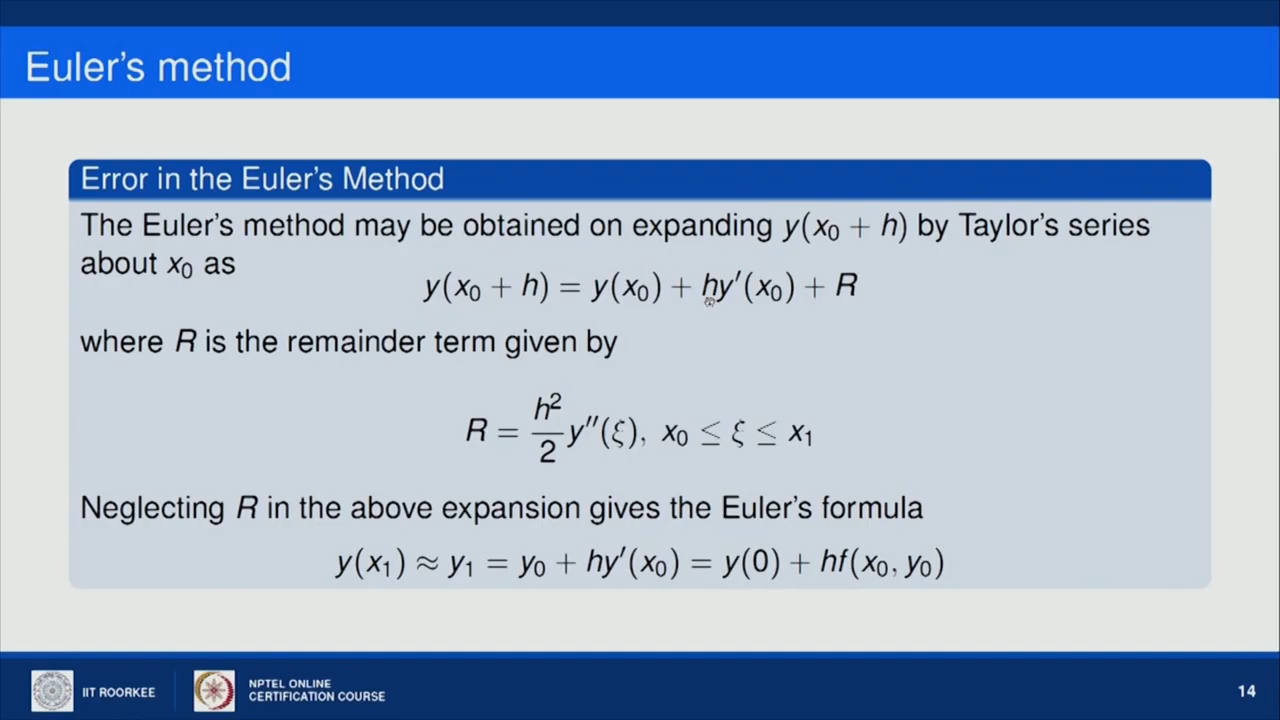 Euler's method
Error in the Euler's Method
The Euler's method may be obtained on expanding y(x₀ + h) by Taylor's series
about x₀ as
y(x₀ + h) = y(x₀) + hy′(x₀) + R
where R is the remainder term given by
R = h²/2 y″(ξ), x₀ ≤ ξ ≤ x₁
Neglecting R in the above expansion gives the Euler's formula
y(x₁) ≈ y₁ = y₀ + hy′(x₀) = y(0) + hf(x₀, y₀)
IIT ROORKEE
NPTEL ONLINE
CERTIFICATION COURSE
14